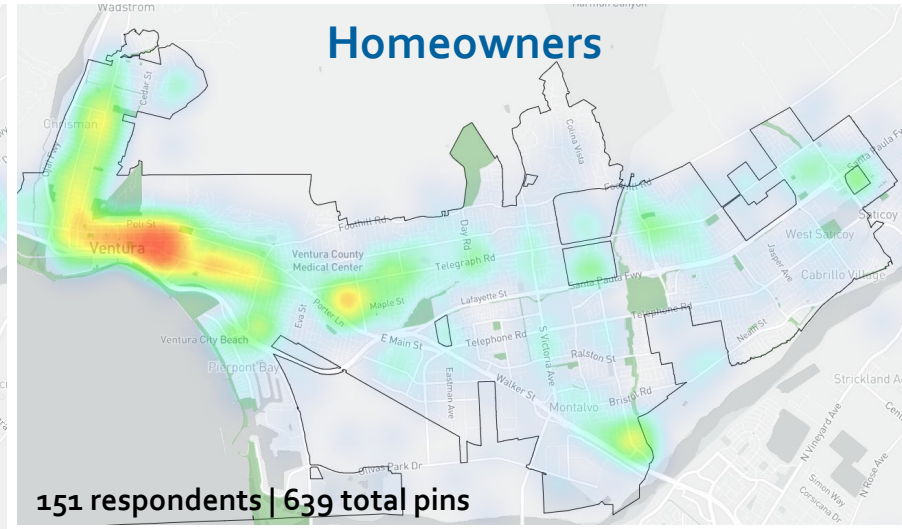 Wadstrom
Homeowners
Cedar St
Chrisman
Colina Vista
Foothill Rd
Santa Paula Fwy
Poli St
Foothill Rd
Day Rd
Saticoy
Ventura
West Saticoy
Ventura County
Medical Center
Telegraph Rd
Jasper Ave
Santa Paula Fwy
Cabrillo Village
Maple St
Lafayette St
Porter Ln
Eva St
Telephone Rd
Ventura City Beach
E Main St
Telephone Rd
S Victoria Ave
Neath St
Pierpont Bay
Ralston St
Eastman Ave
Walker St
Bristol Rd
Strickland A
Montalvo
N Vineyard Ave
Cen
Olivas Park Dr
N Rose Ave
Simon Way
Corsicana Dr
151 respondents | 639 total pins